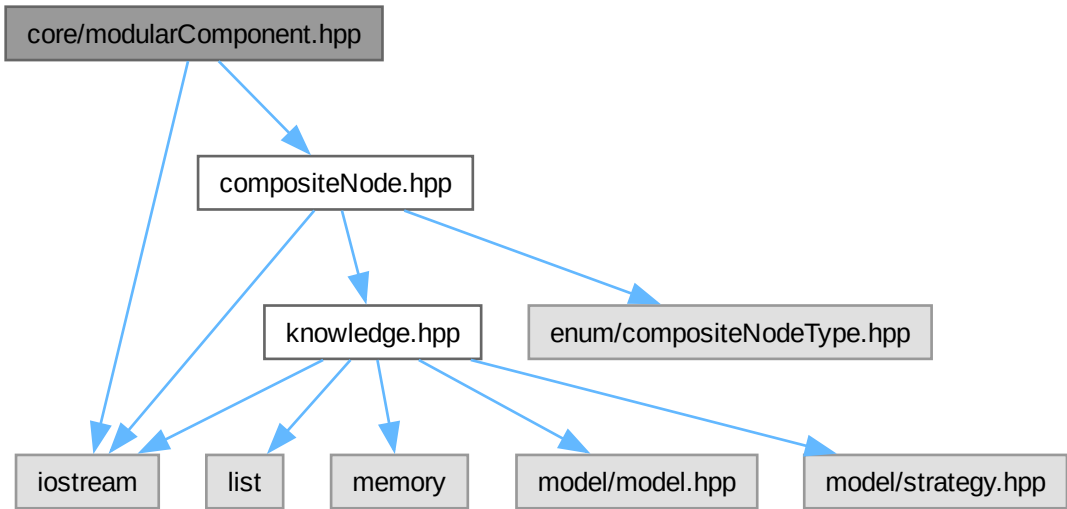 core/modularComponent.hpp
compositeNode.hpp
knowledge.hpp
enum/compositeNodeType.hpp
iostream
list
memory
model/model.hpp
model/strategy.hpp